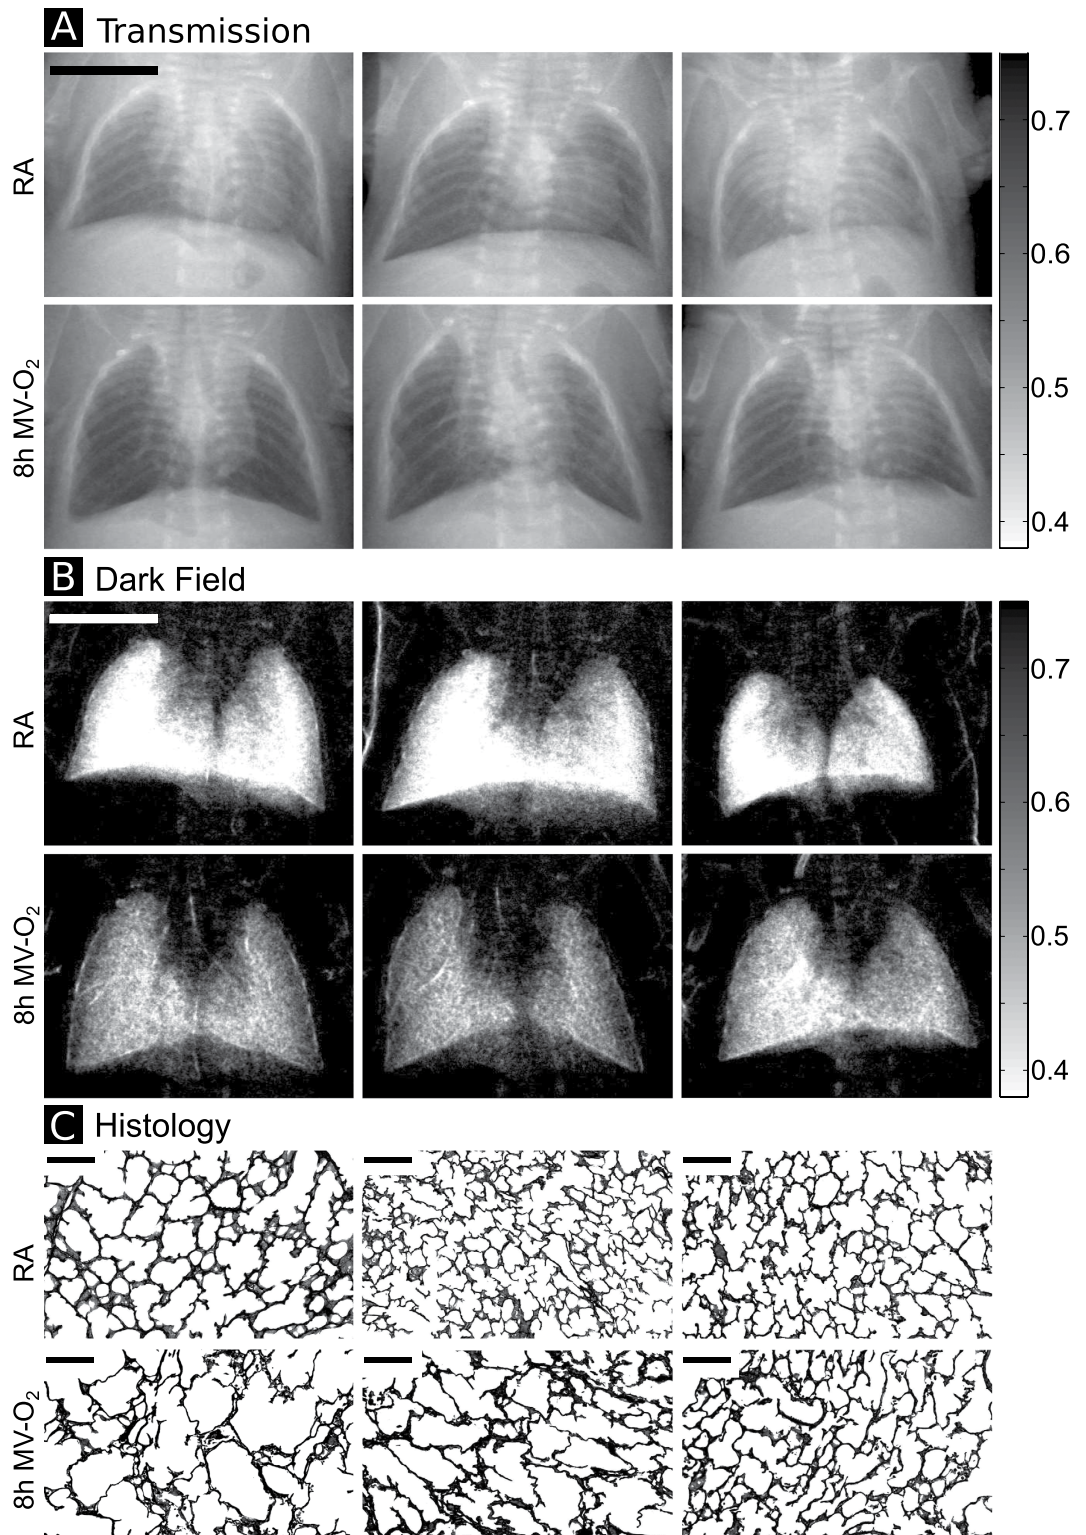 A Transmission
RA
8h MV-O₂
0.7
0.6
0.5
0.4
B Dark Field
RA
8h MV-O₂
0.7
0.6
0.5
0.4
C Histology
RA
8h MV-O₂